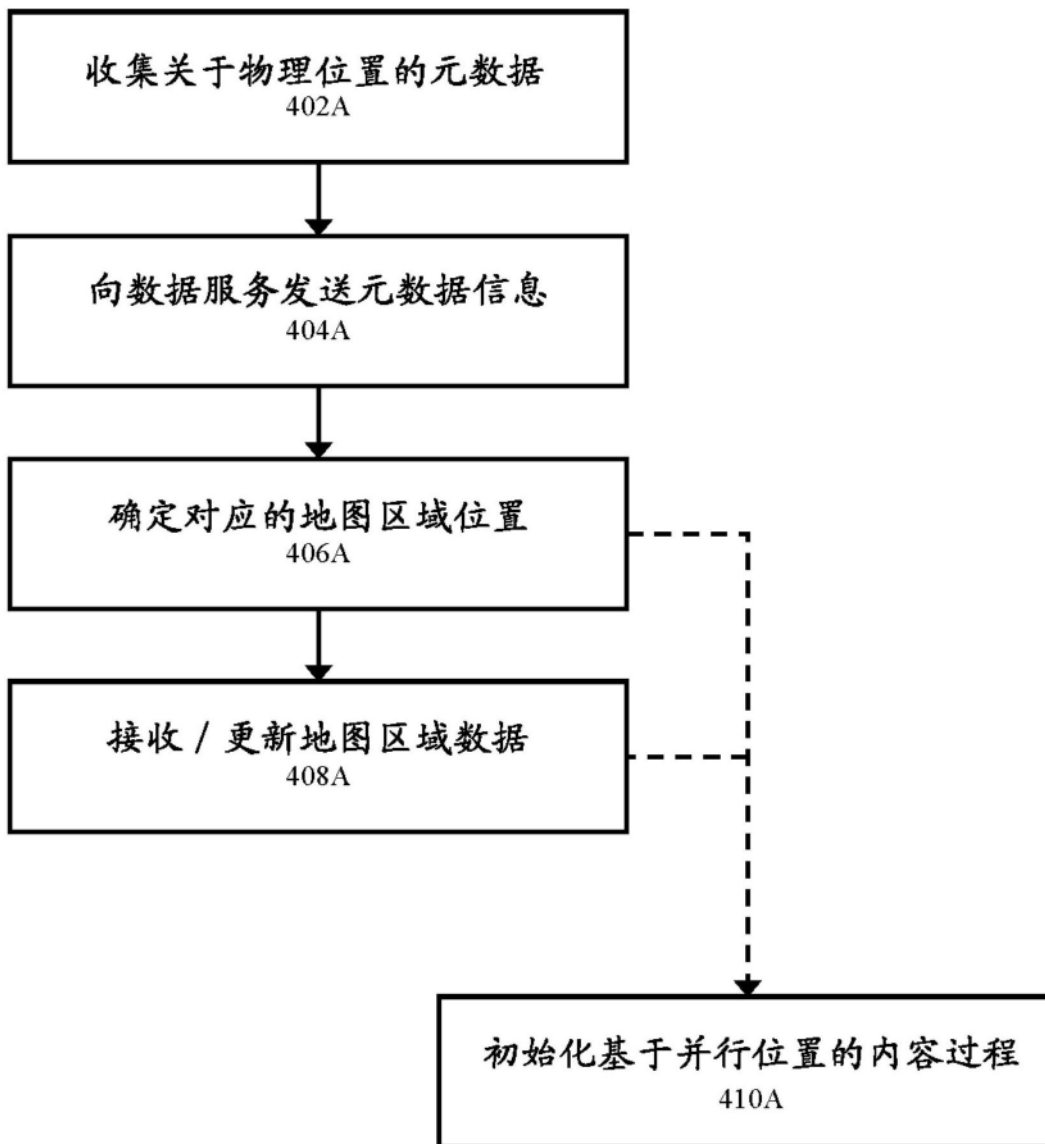 收集关于物理位置的元数据
402A
向数据服务发送元数据信息
404A
确定对应的地图区域位置
406A
接收 / 更新地图区域数据
408A
初始化基于并行位置的内容过程
410A